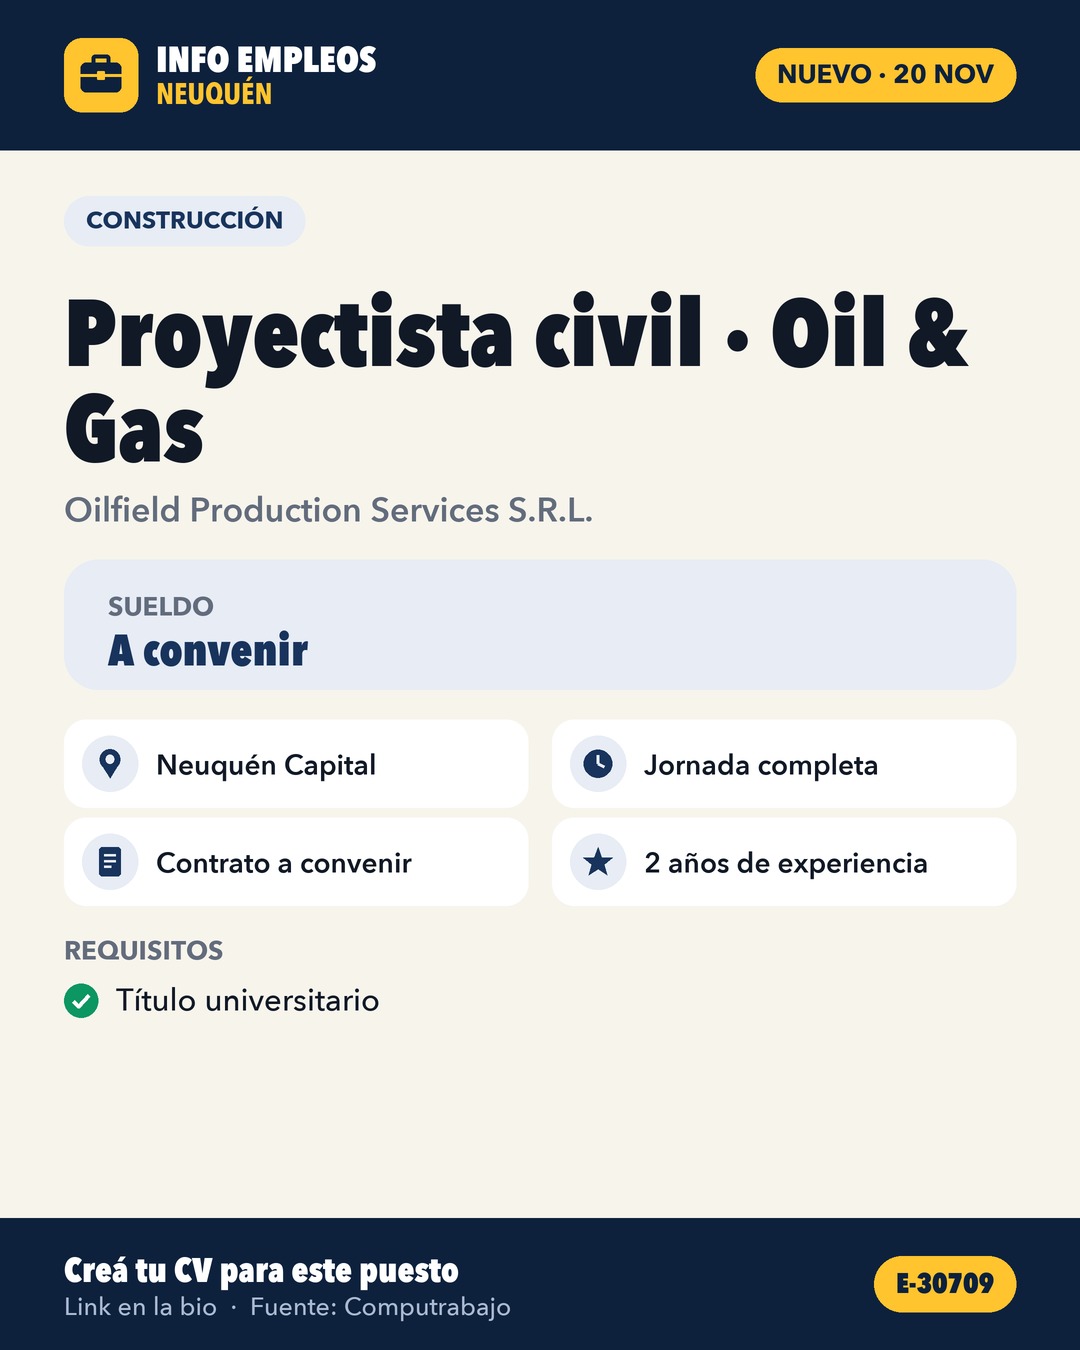 INFO EMPLEOS
NEUQUÉN
NUEVO · 20 NOV
CONSTRUCCIÓN
Proyectista civil · Oil &
Gas
Oilfield Production Services S.R.L.
SUELDO
A convenir
Neuquén Capital
Jornada completa
Contrato a convenir
2 años de experiencia
REQUISITOS
Título universitario
Creá tu CV para este puesto
Link en la bio · Fuente: Computrabajo
E-30709